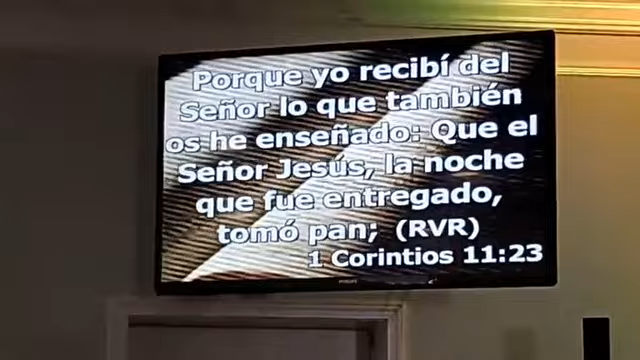 Porque yo recibí del
Señor lo que también
os he enseñado: Que el
Señor Jesús, la noche
que fue entregado,
tomó pan; (RVR)
1 Corintios 11:23
PHILIPS